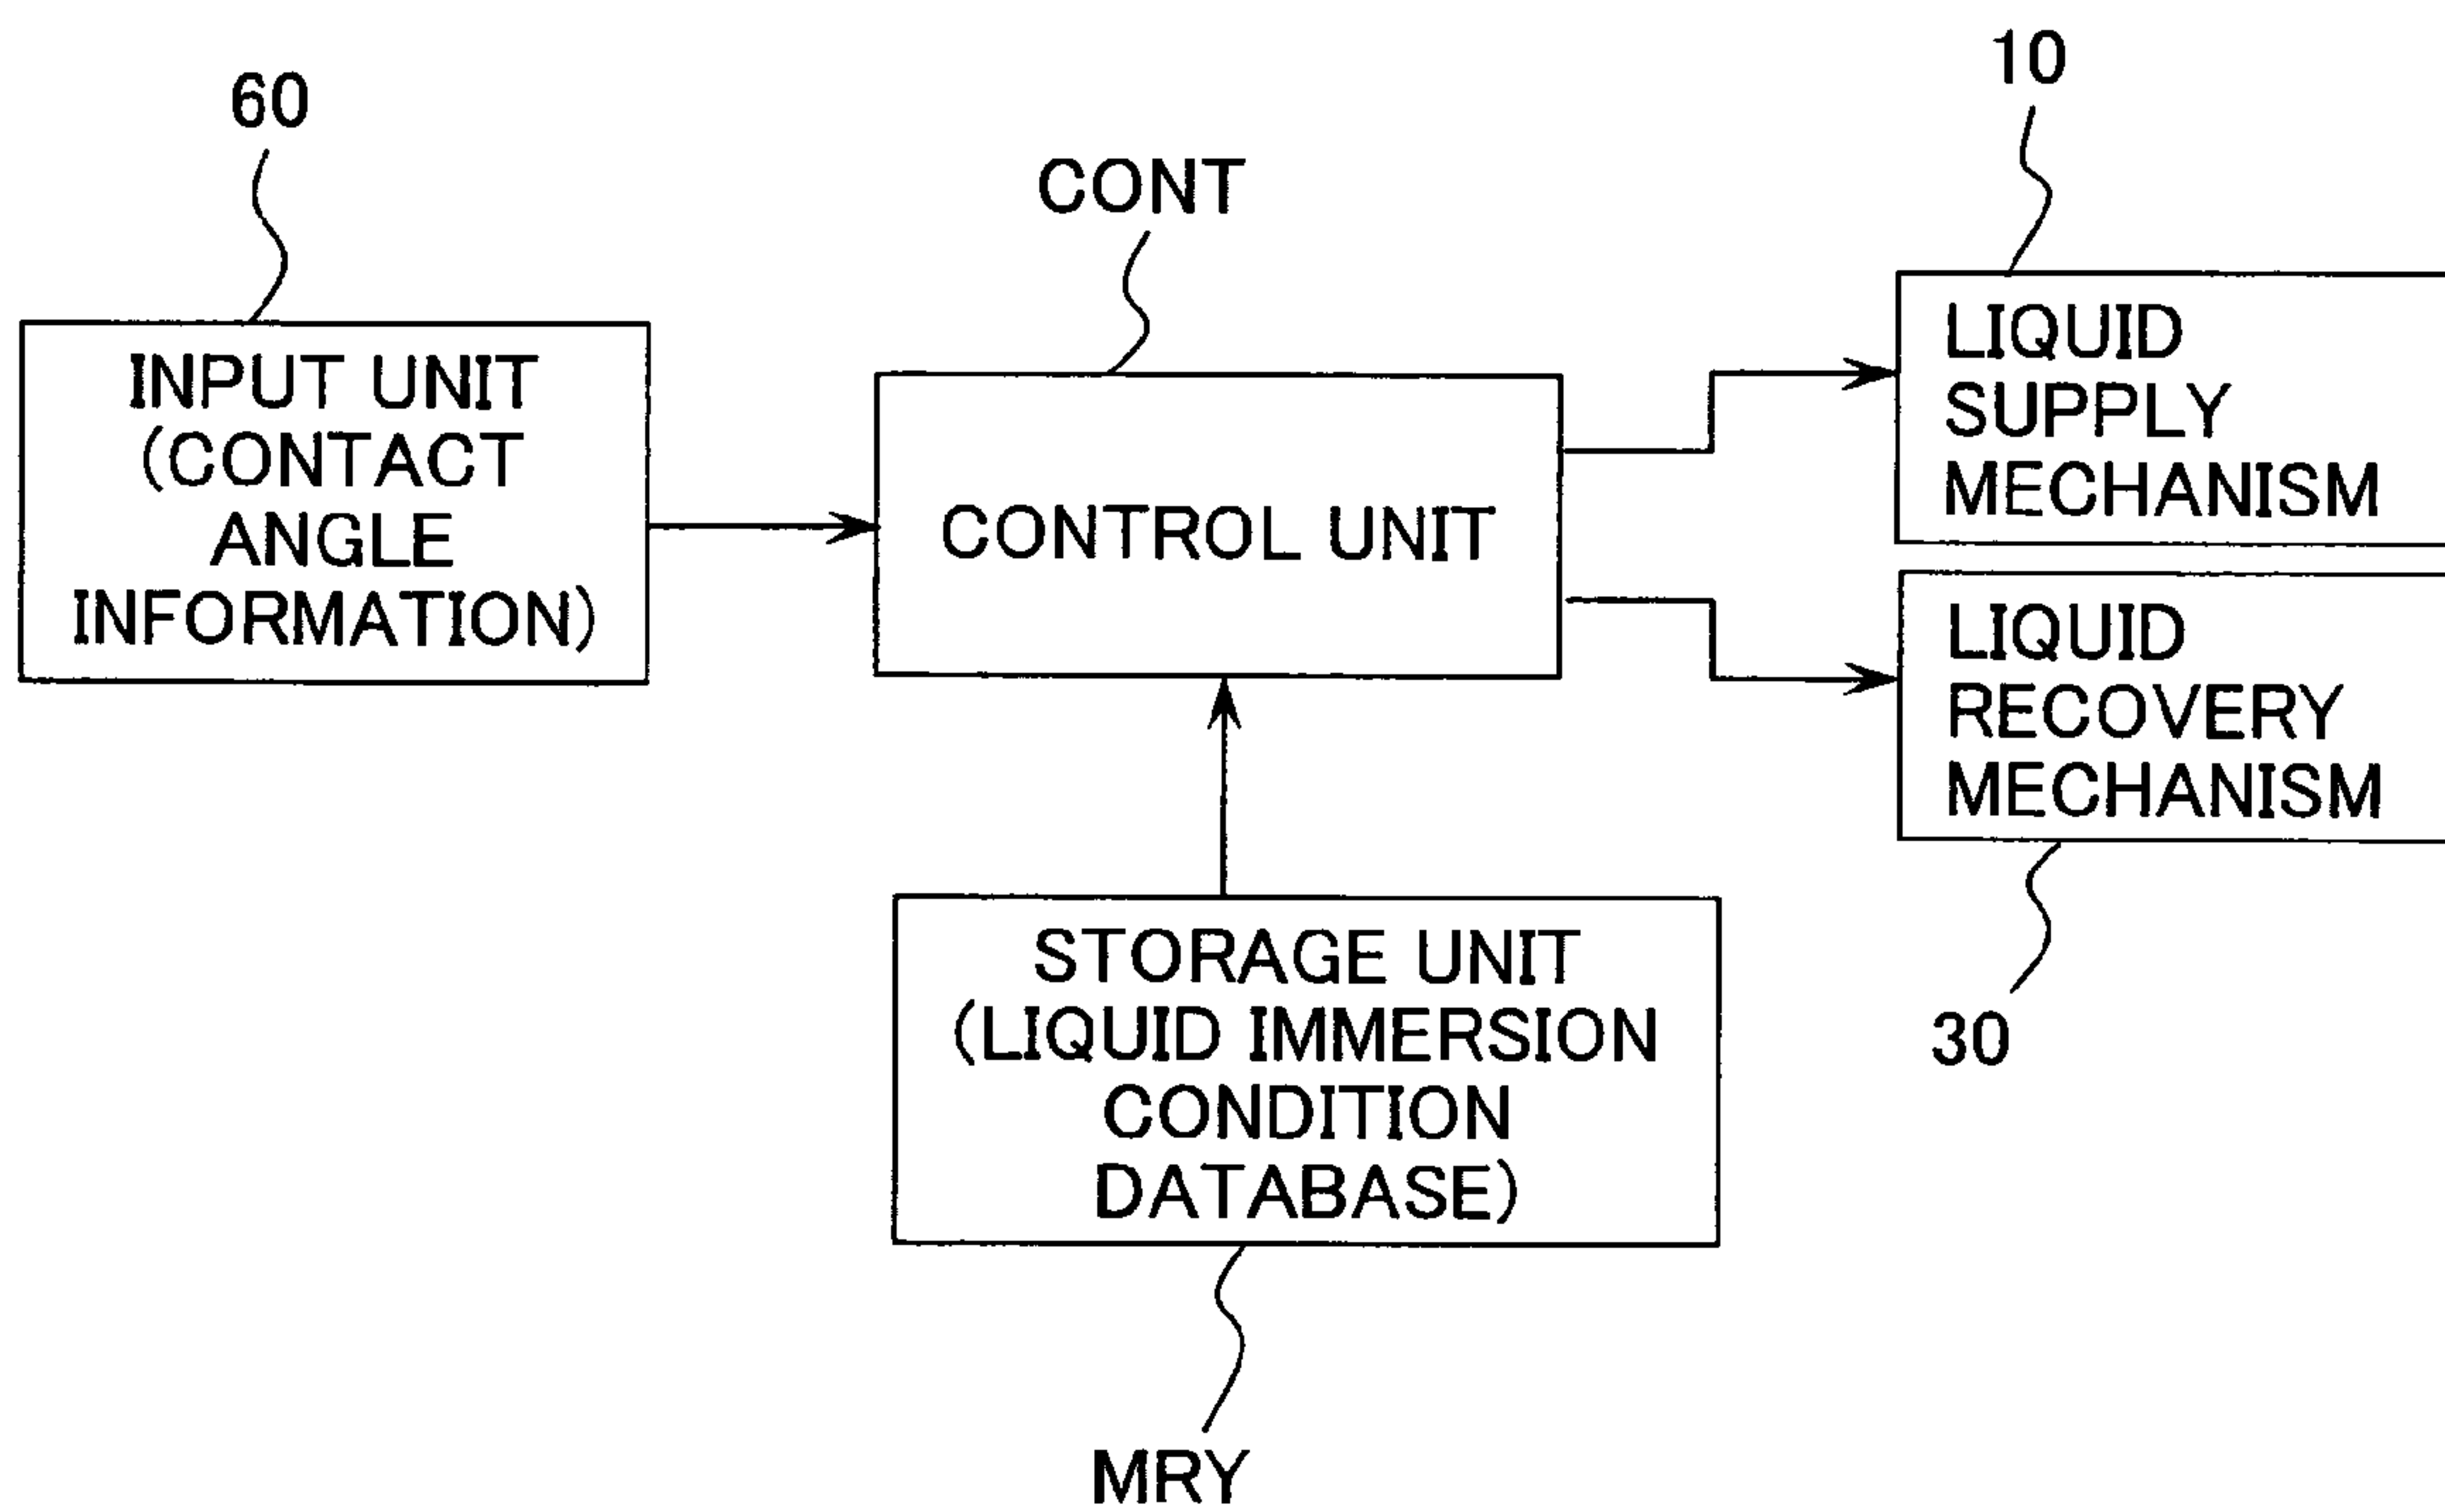 60
INPUT UNIT
(CONTACT
ANGLE
INFORMATION)
CONT
CONTROL UNIT
10
LIQUID
SUPPLY
MECHANISM
LIQUID
RECOVERY
MECHANISM
30
STORAGE UNIT
(LIQUID IMMERSION
CONDITION
DATABASE)
MRY